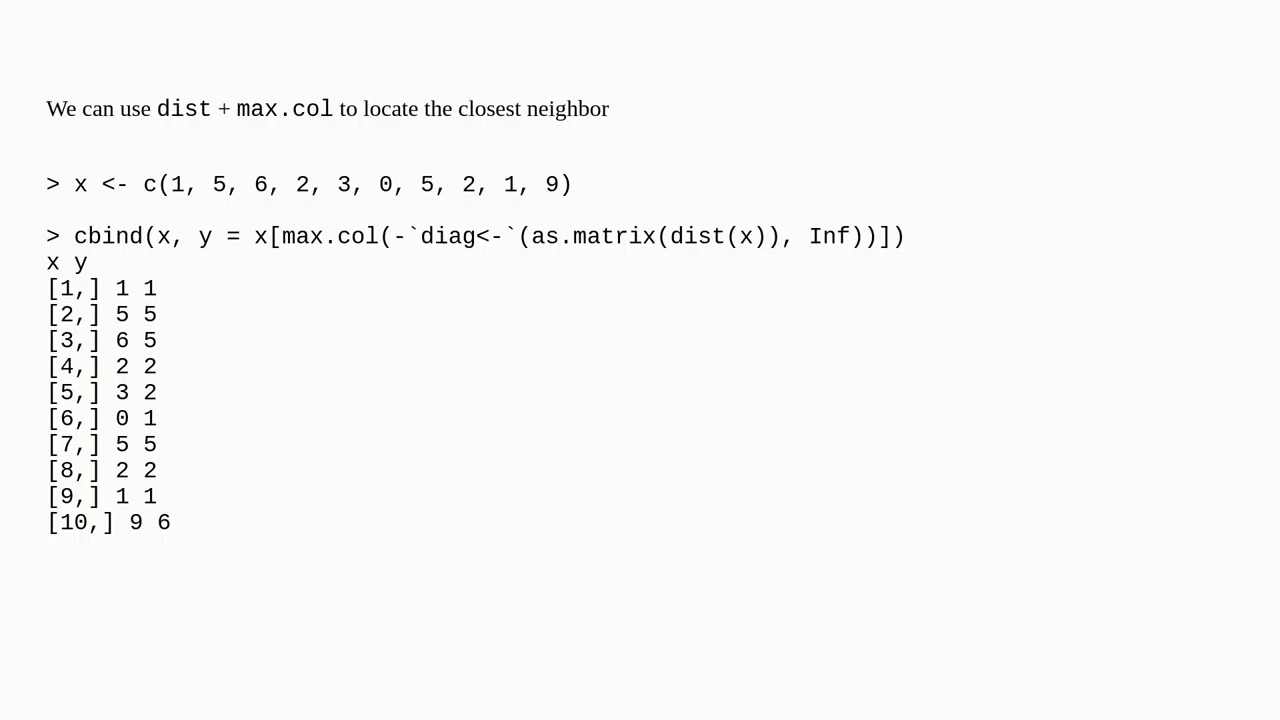 We can use dist + max.col to locate the closest neighbor
> x <- c(1, 5, 6, 2, 3, 0, 5, 2, 1, 9)
> cbind(x, y = x[max.col(-`diag<-`(as.matrix(dist(x)), Inf))])
x y
[1,] 1 1
[2,] 5 5
[3,] 6 5
[4,] 2 2
[5,] 3 2
[6,] 0 1
[7,] 5 5
[8,] 2 2
[9,] 1 1
[10,] 9 6